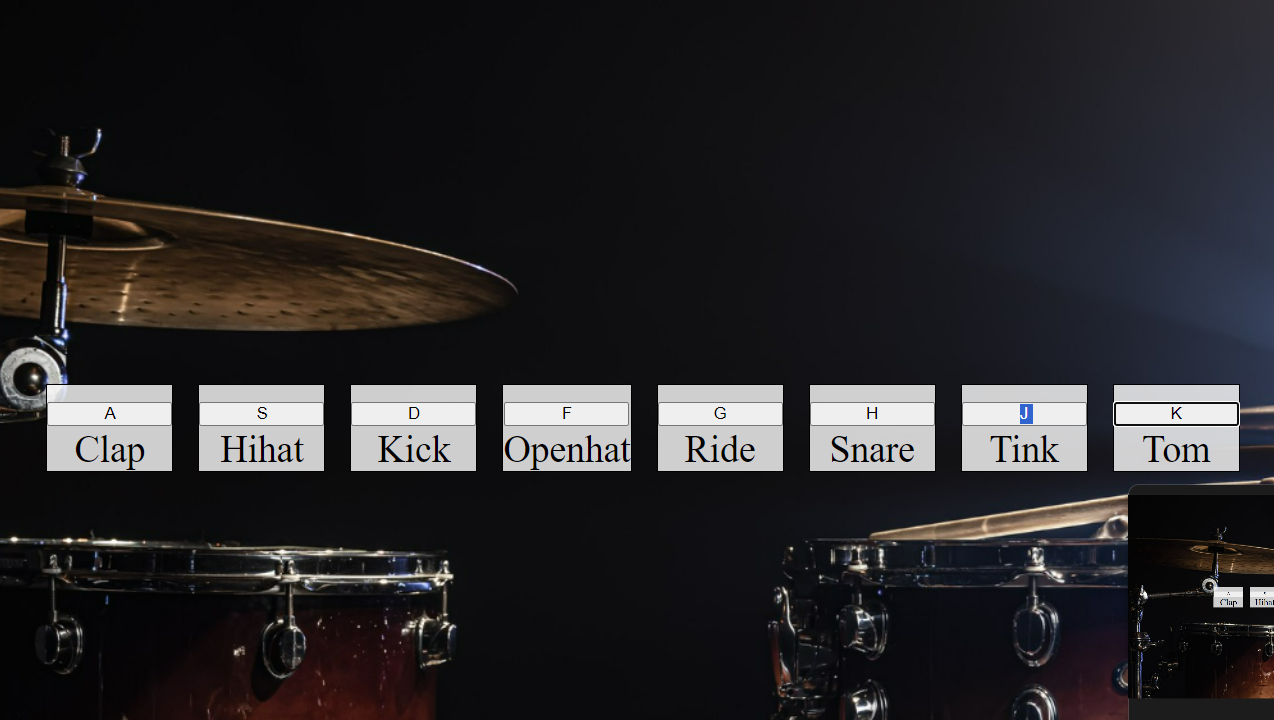 A S D F G H J K
Clap Hihat Kick Openhat Ride Snare Tink Tom
Clap Hihat